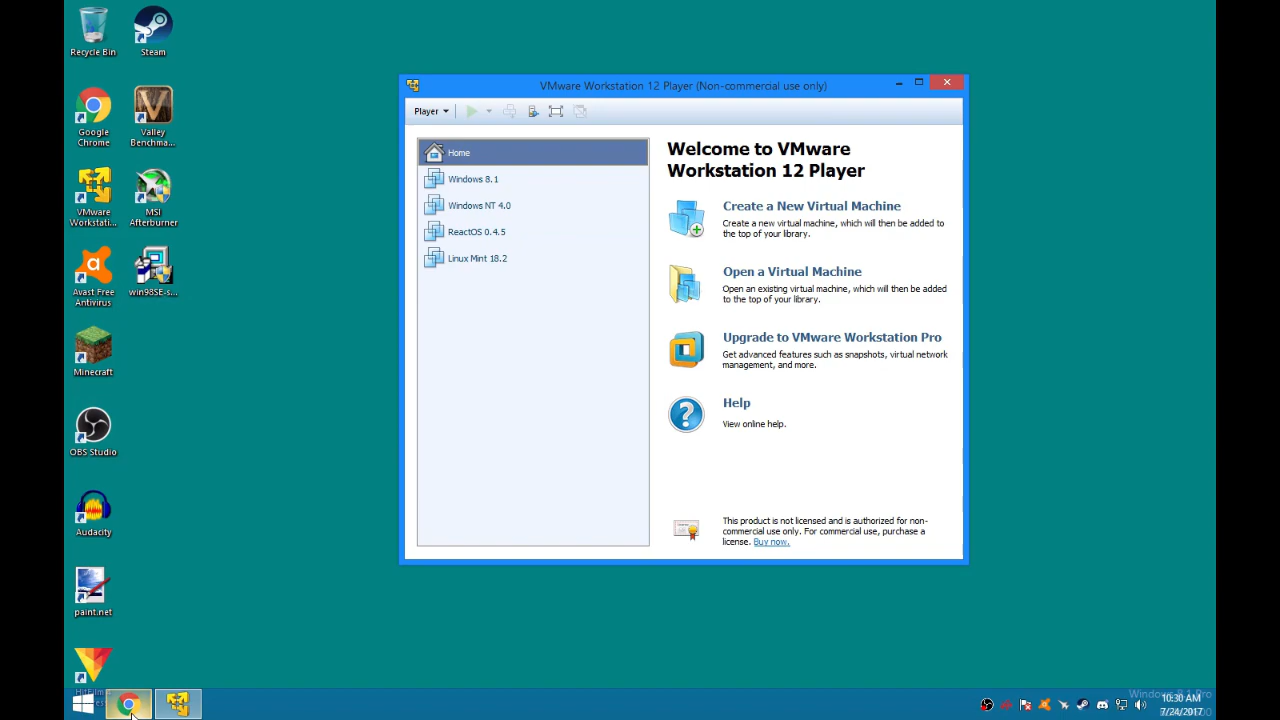 Recycle Bin
Steam
Google
Chrome
Valley
Benchma...
VMware
Workstati...
MSI
Afterburner
Avast Free
Antivirus
win98SE-s...
Minecraft
OBS Studio
Audacity
paint.net
VMware Workstation 12 Player (Non-commercial use only)
Player
Home
Windows 8.1
Windows NT 4.0
ReactOS 0.4.5
Linux Mint 18.2
Welcome to VMware
Workstation 12 Player
Create a New Virtual Machine
Create a new virtual machine, which will then be added
to the top of your library.
Open a Virtual Machine
Open an existing virtual machine, which will then be added
to the top of your library.
Upgrade to VMware Workstation Pro
Get advanced features such as snapshots, virtual network
management, and more.
Help
View online help.
This product is not licensed and is authorized for non-
commercial use only. For commercial use, purchase a
license. Buy now.
Windows 8.1 Pro
10:30 AM
7/24/2017